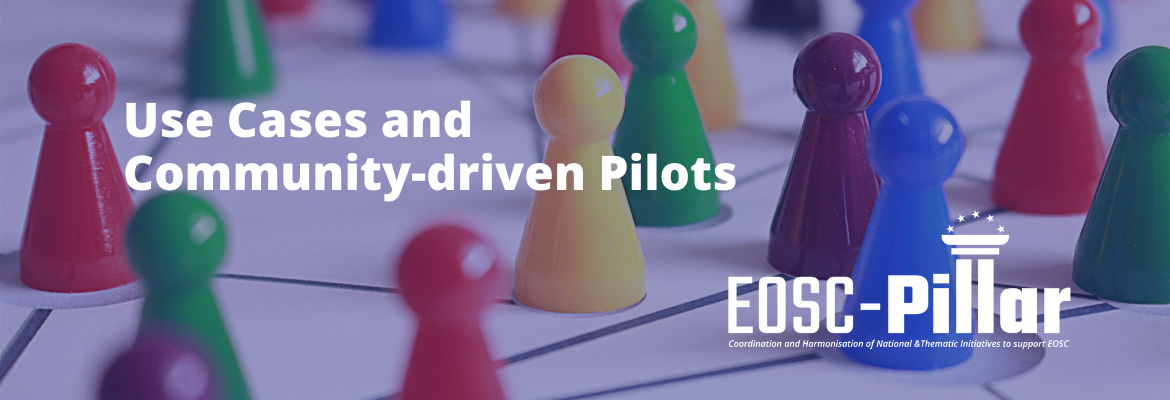 Use Cases and
Community-driven Pilots
EOSC-Pillar
Coordination and Harmonisation of National &Thematic Initiatives to support EOSC